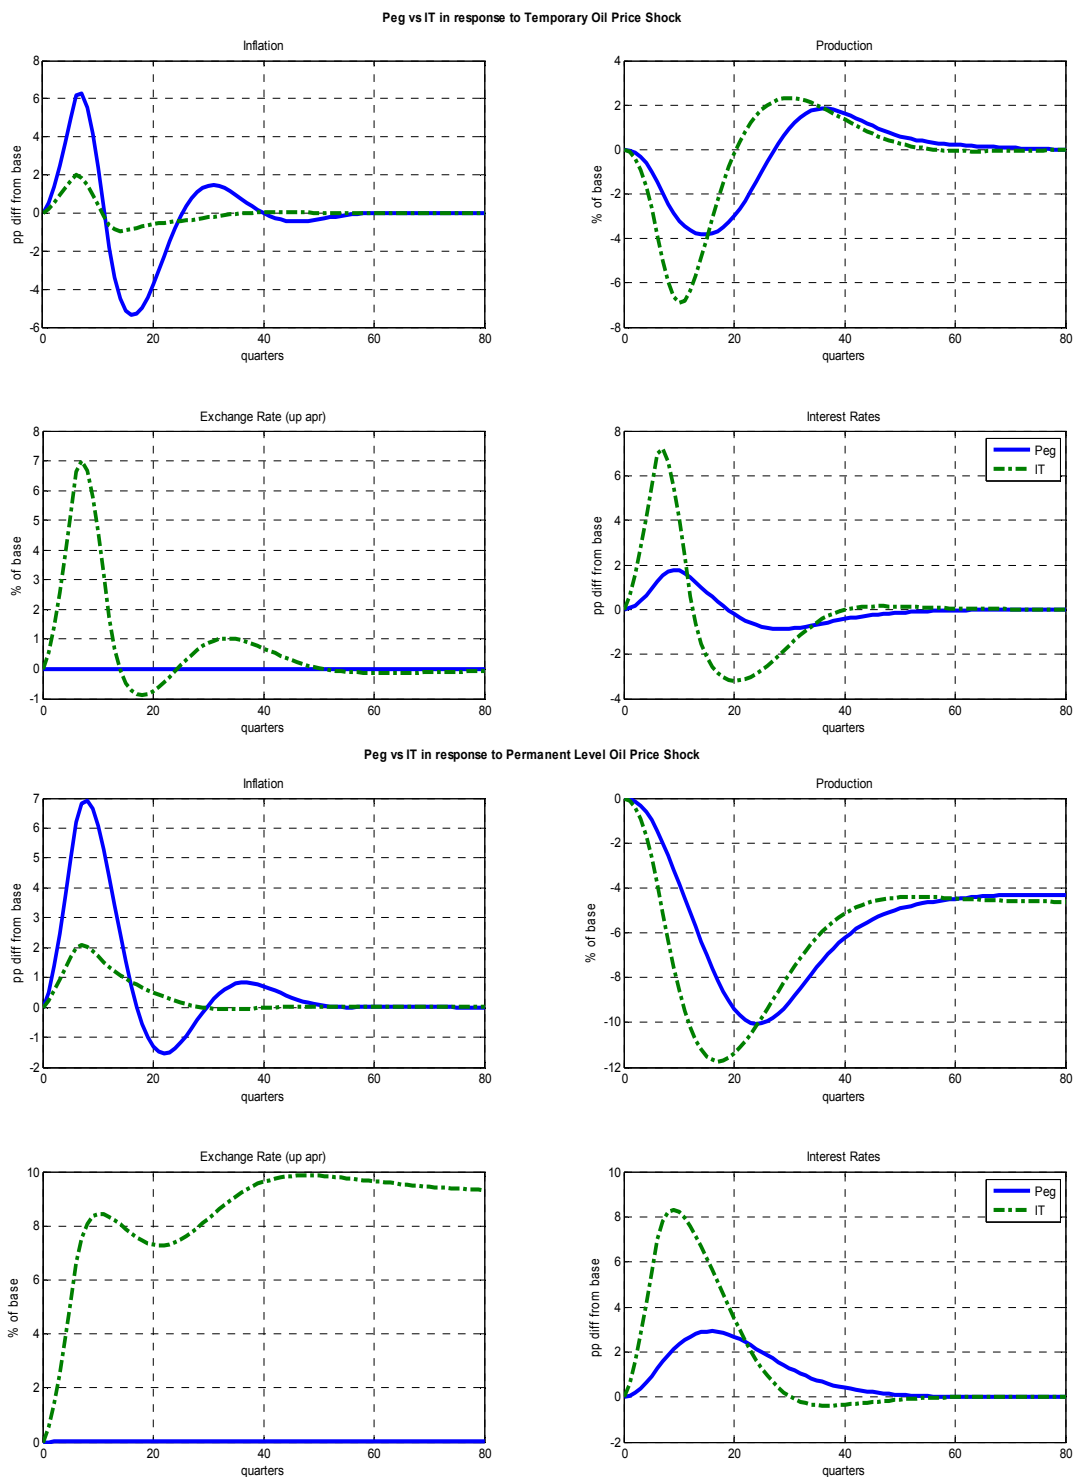 Peg vs IT in response to Temporary Oil Price Shock
Inflation
8
6
4
2
0
-2
-4
-6
pp diff from base
0 20 40 60 80
quarters
Production
4
2
0
-2
-4
-6
-8
% of base
0 20 40 60 80
quarters
Exchange Rate (up apr)
8
7
6
5
4
3
2
1
0
-1
% of base
0 20 40 60 80
quarters
Interest Rates
8
6
4
2
0
-2
-4
pp diff from base
Peg
IT
0 20 40 60 80
quarters
Peg vs IT in response to Permanent Level Oil Price Shock
Inflation
7
6
5
4
3
2
1
0
-1
-2
pp diff from base
0 20 40 60 80
quarters
Production
0
-2
-4
-6
-8
-10
-12
% of base
0 20 40 60 80
quarters
Exchange Rate (up apr)
10
8
6
4
2
0
% of base
0 20 40 60 80
quarters
Interest Rates
10
8
6
4
2
0
-2
pp diff from base
Peg
IT
0 20 40 60 80
quarters